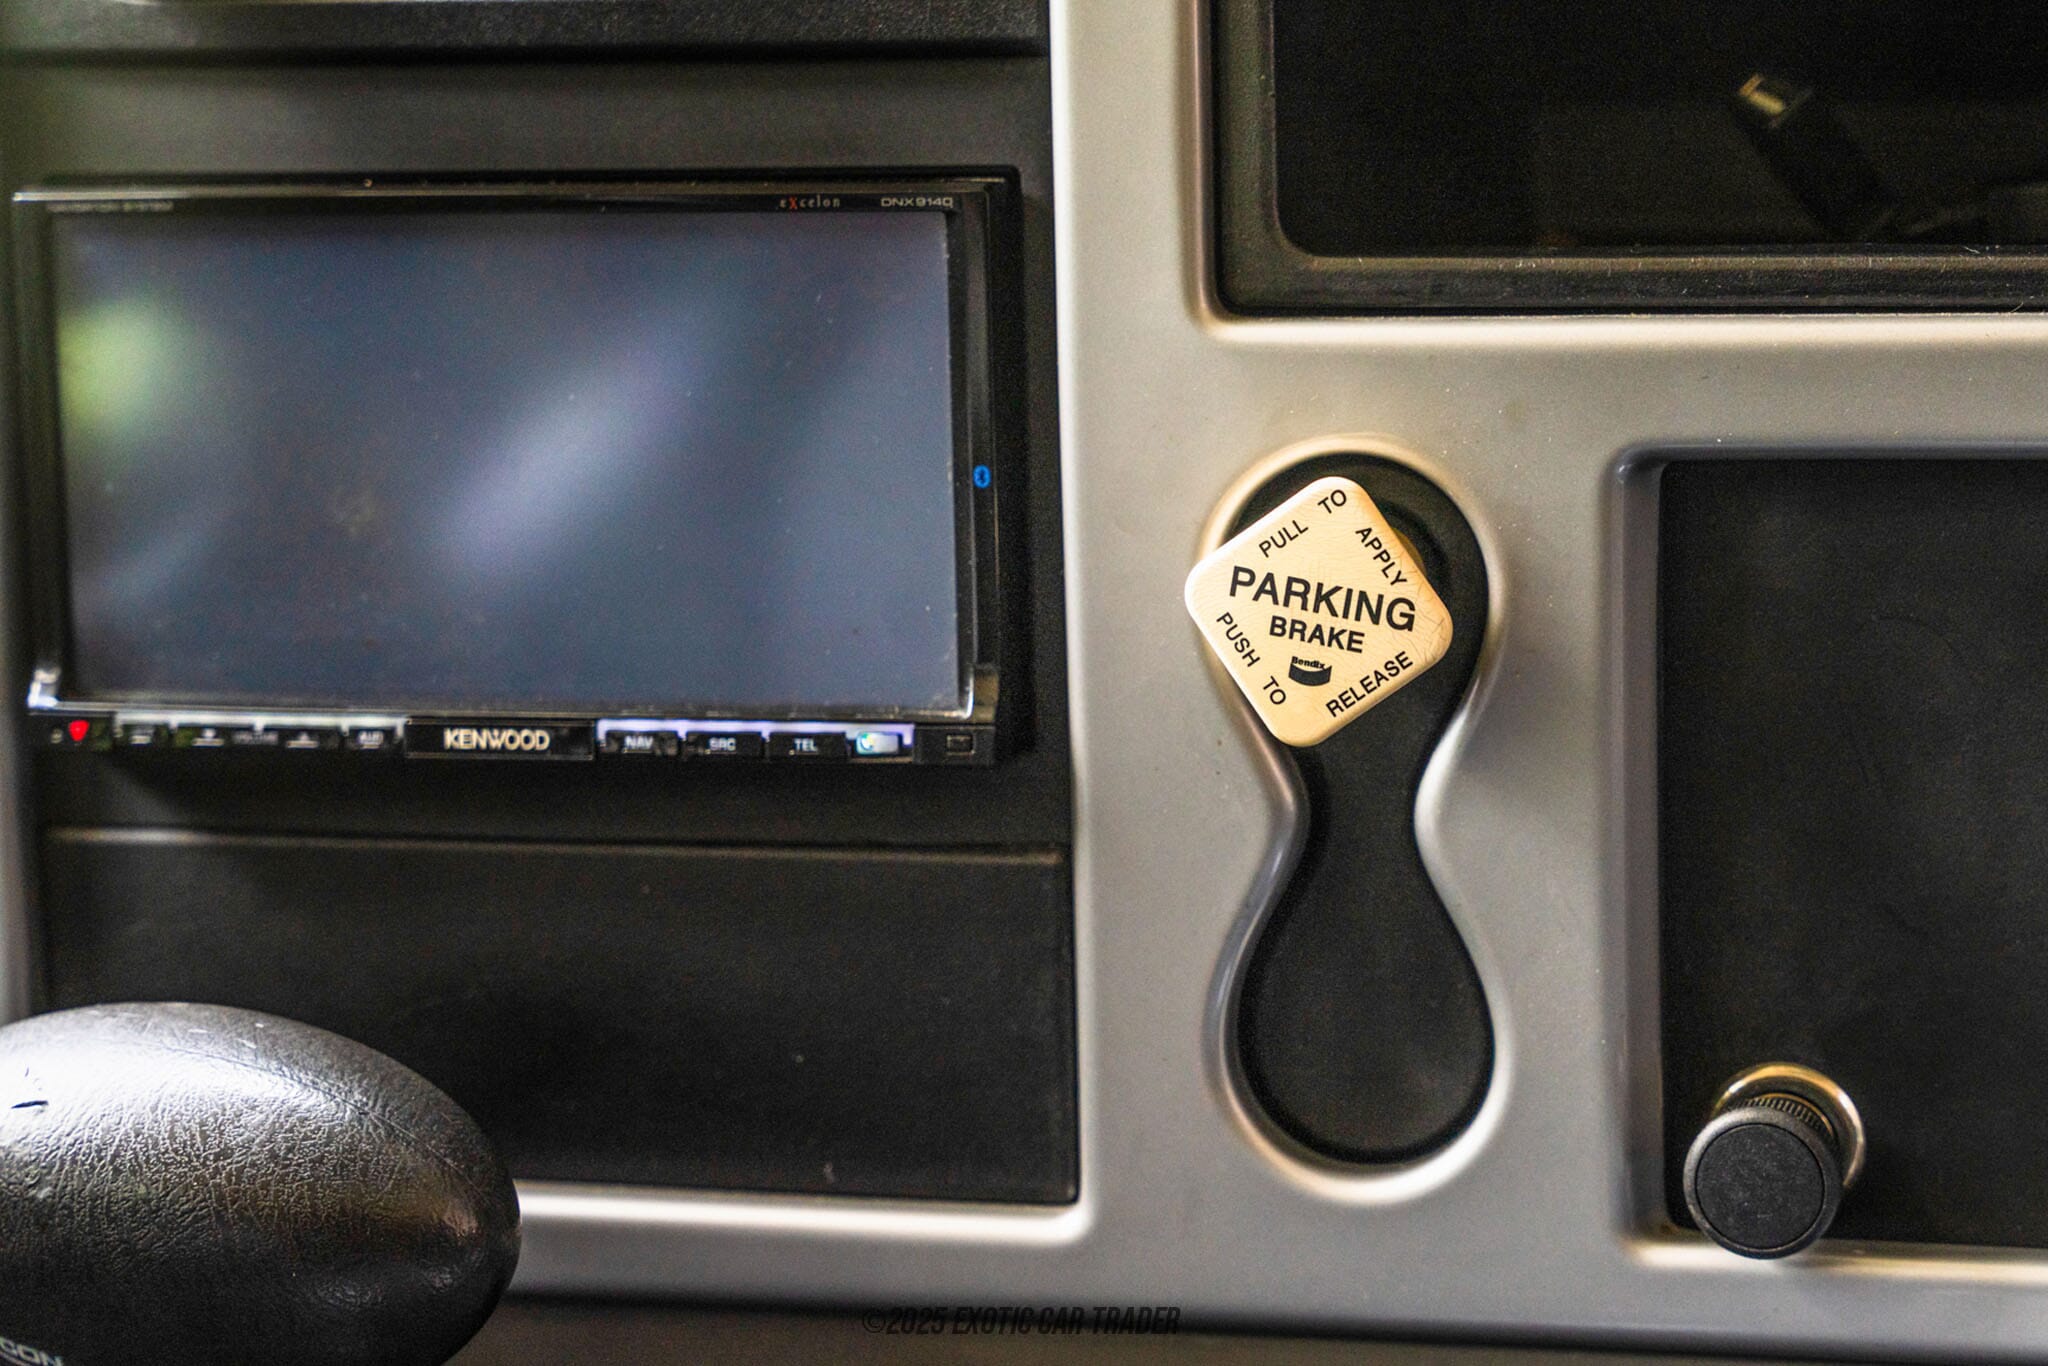 excelon DNX9140
KENWOOD NAV SRC TEL
PULL TO APPLY
PARKING
BRAKE
Bendix
PUSH TO RELEASE
©2025 EXOTIC CAR TRADER